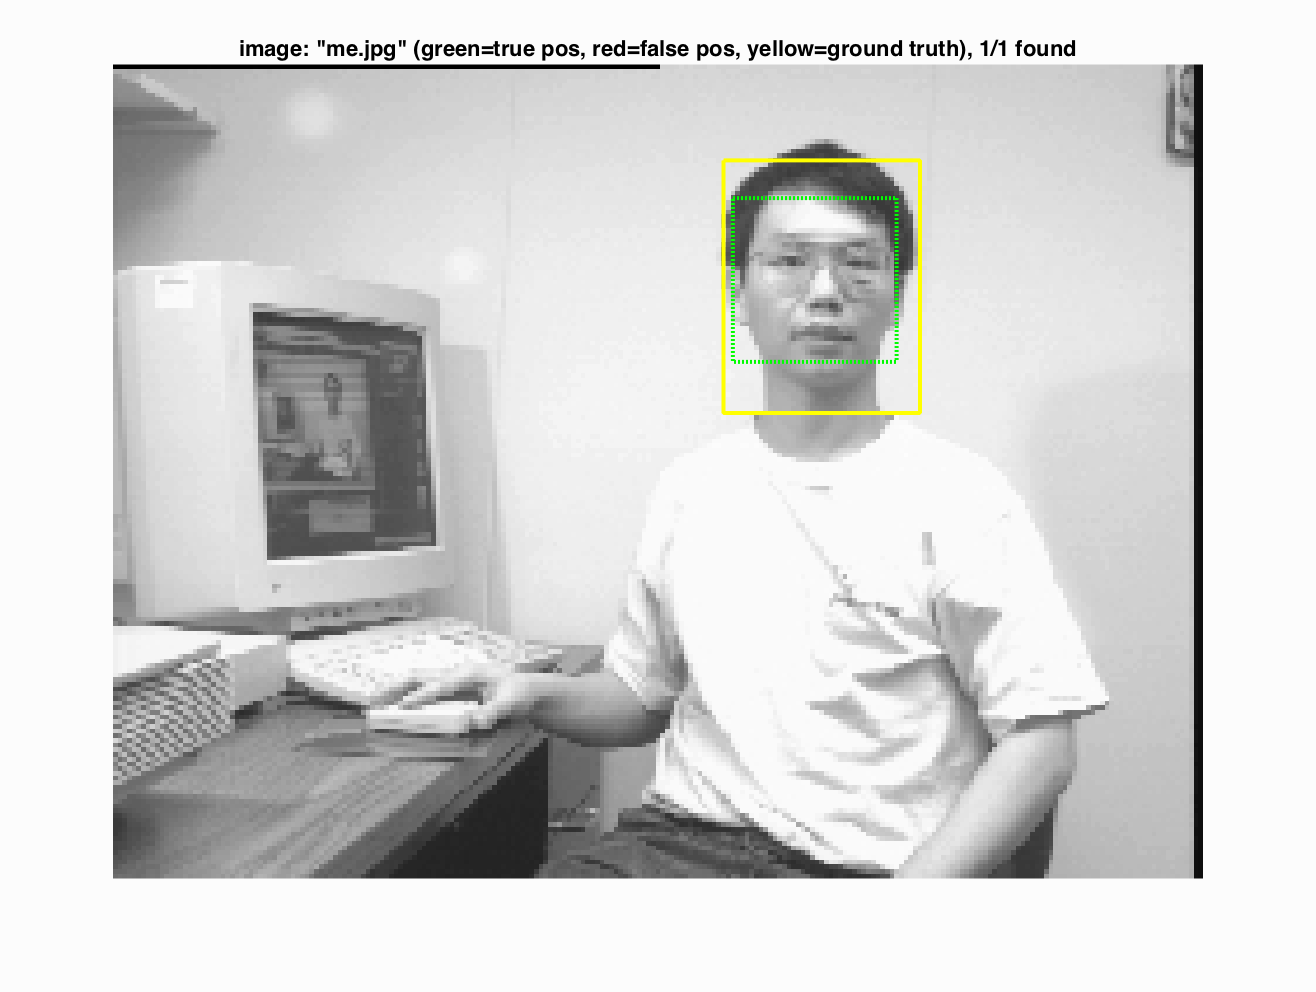 image: "me.jpg" (green=true pos, red=false pos, yellow=ground truth), 1/1 found